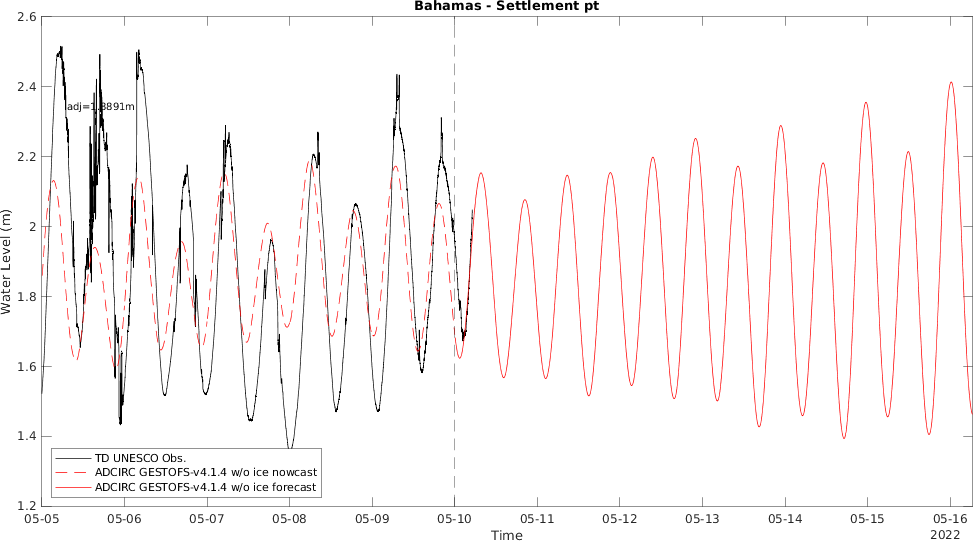 Bahamas - Settlement pt
2.6
2.4
2.2
2
1.8
1.6
1.4
1.2
Water Level (m)
adj=1.8891m
TD UNESCO Obs.
ADCIRC GESTOFS-v4.1.4 w/o ice nowcast
ADCIRC GESTOFS-v4.1.4 w/o ice forecast
05-05 05-06 05-07 05-08 05-09 05-10 05-11 05-12 05-13 05-14 05-15 05-16
Time 2022